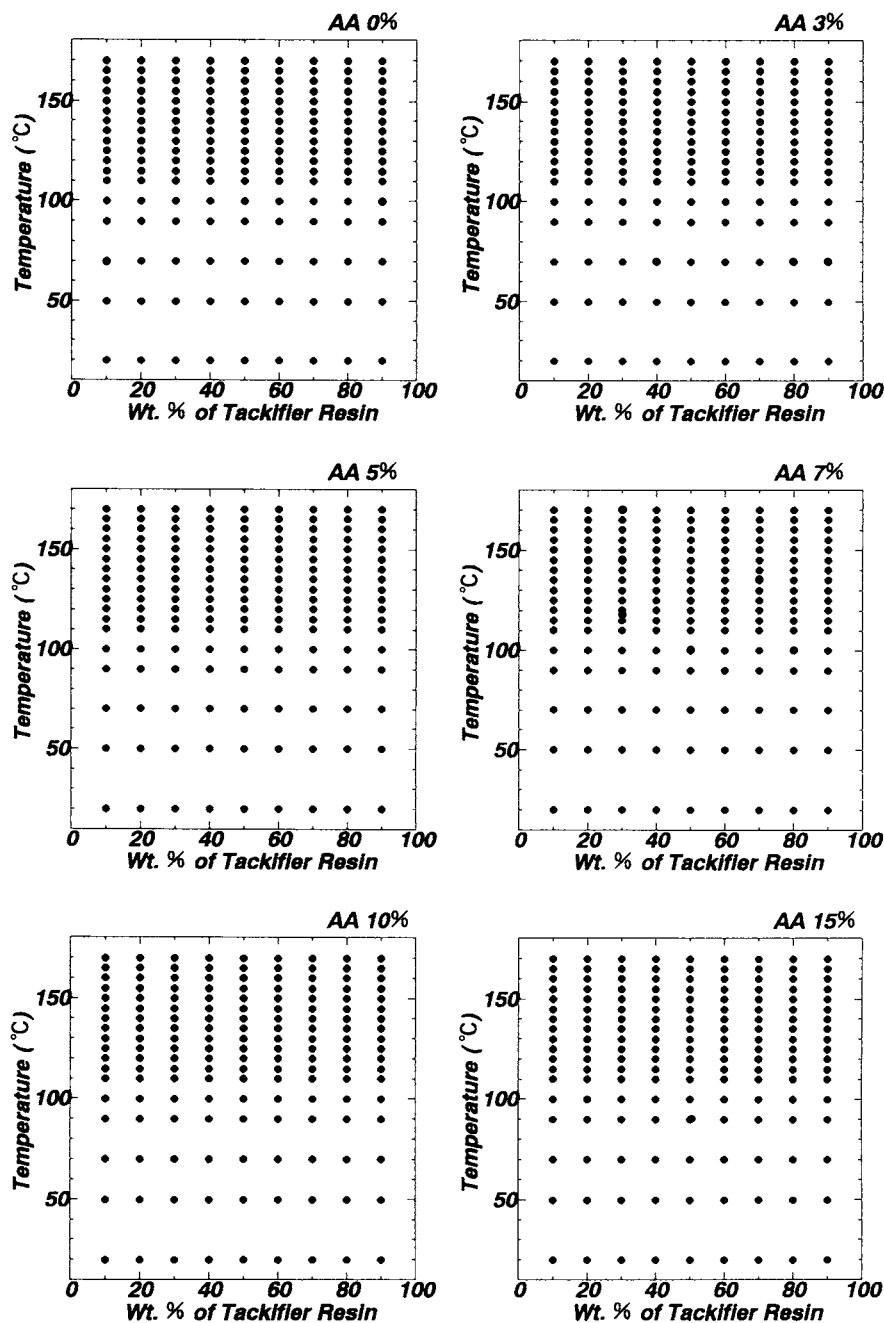 AA 0%
Temperature (°C)
150
100
50
0 20 40 60 80 100
Wt. % of Tackifier Resin
AA 3%
Temperature (°C)
150
100
50
0 20 40 60 80 100
Wt. % of Tackifier Resin
AA 5%
Temperature (°C)
150
100
50
0 20 40 60 80 100
Wt. % of Tackifier Resin
AA 7%
Temperature (°C)
150
100
50
0 20 40 60 80 100
Wt. % of Tackifier Resin
AA 10%
Temperature (°C)
150
100
50
0 20 40 60 80 100
Wt. % of Tackifier Resin
AA 15%
Temperature (°C)
150
100
50
0 20 40 60 80 100
Wt. % of Tackifier Resin